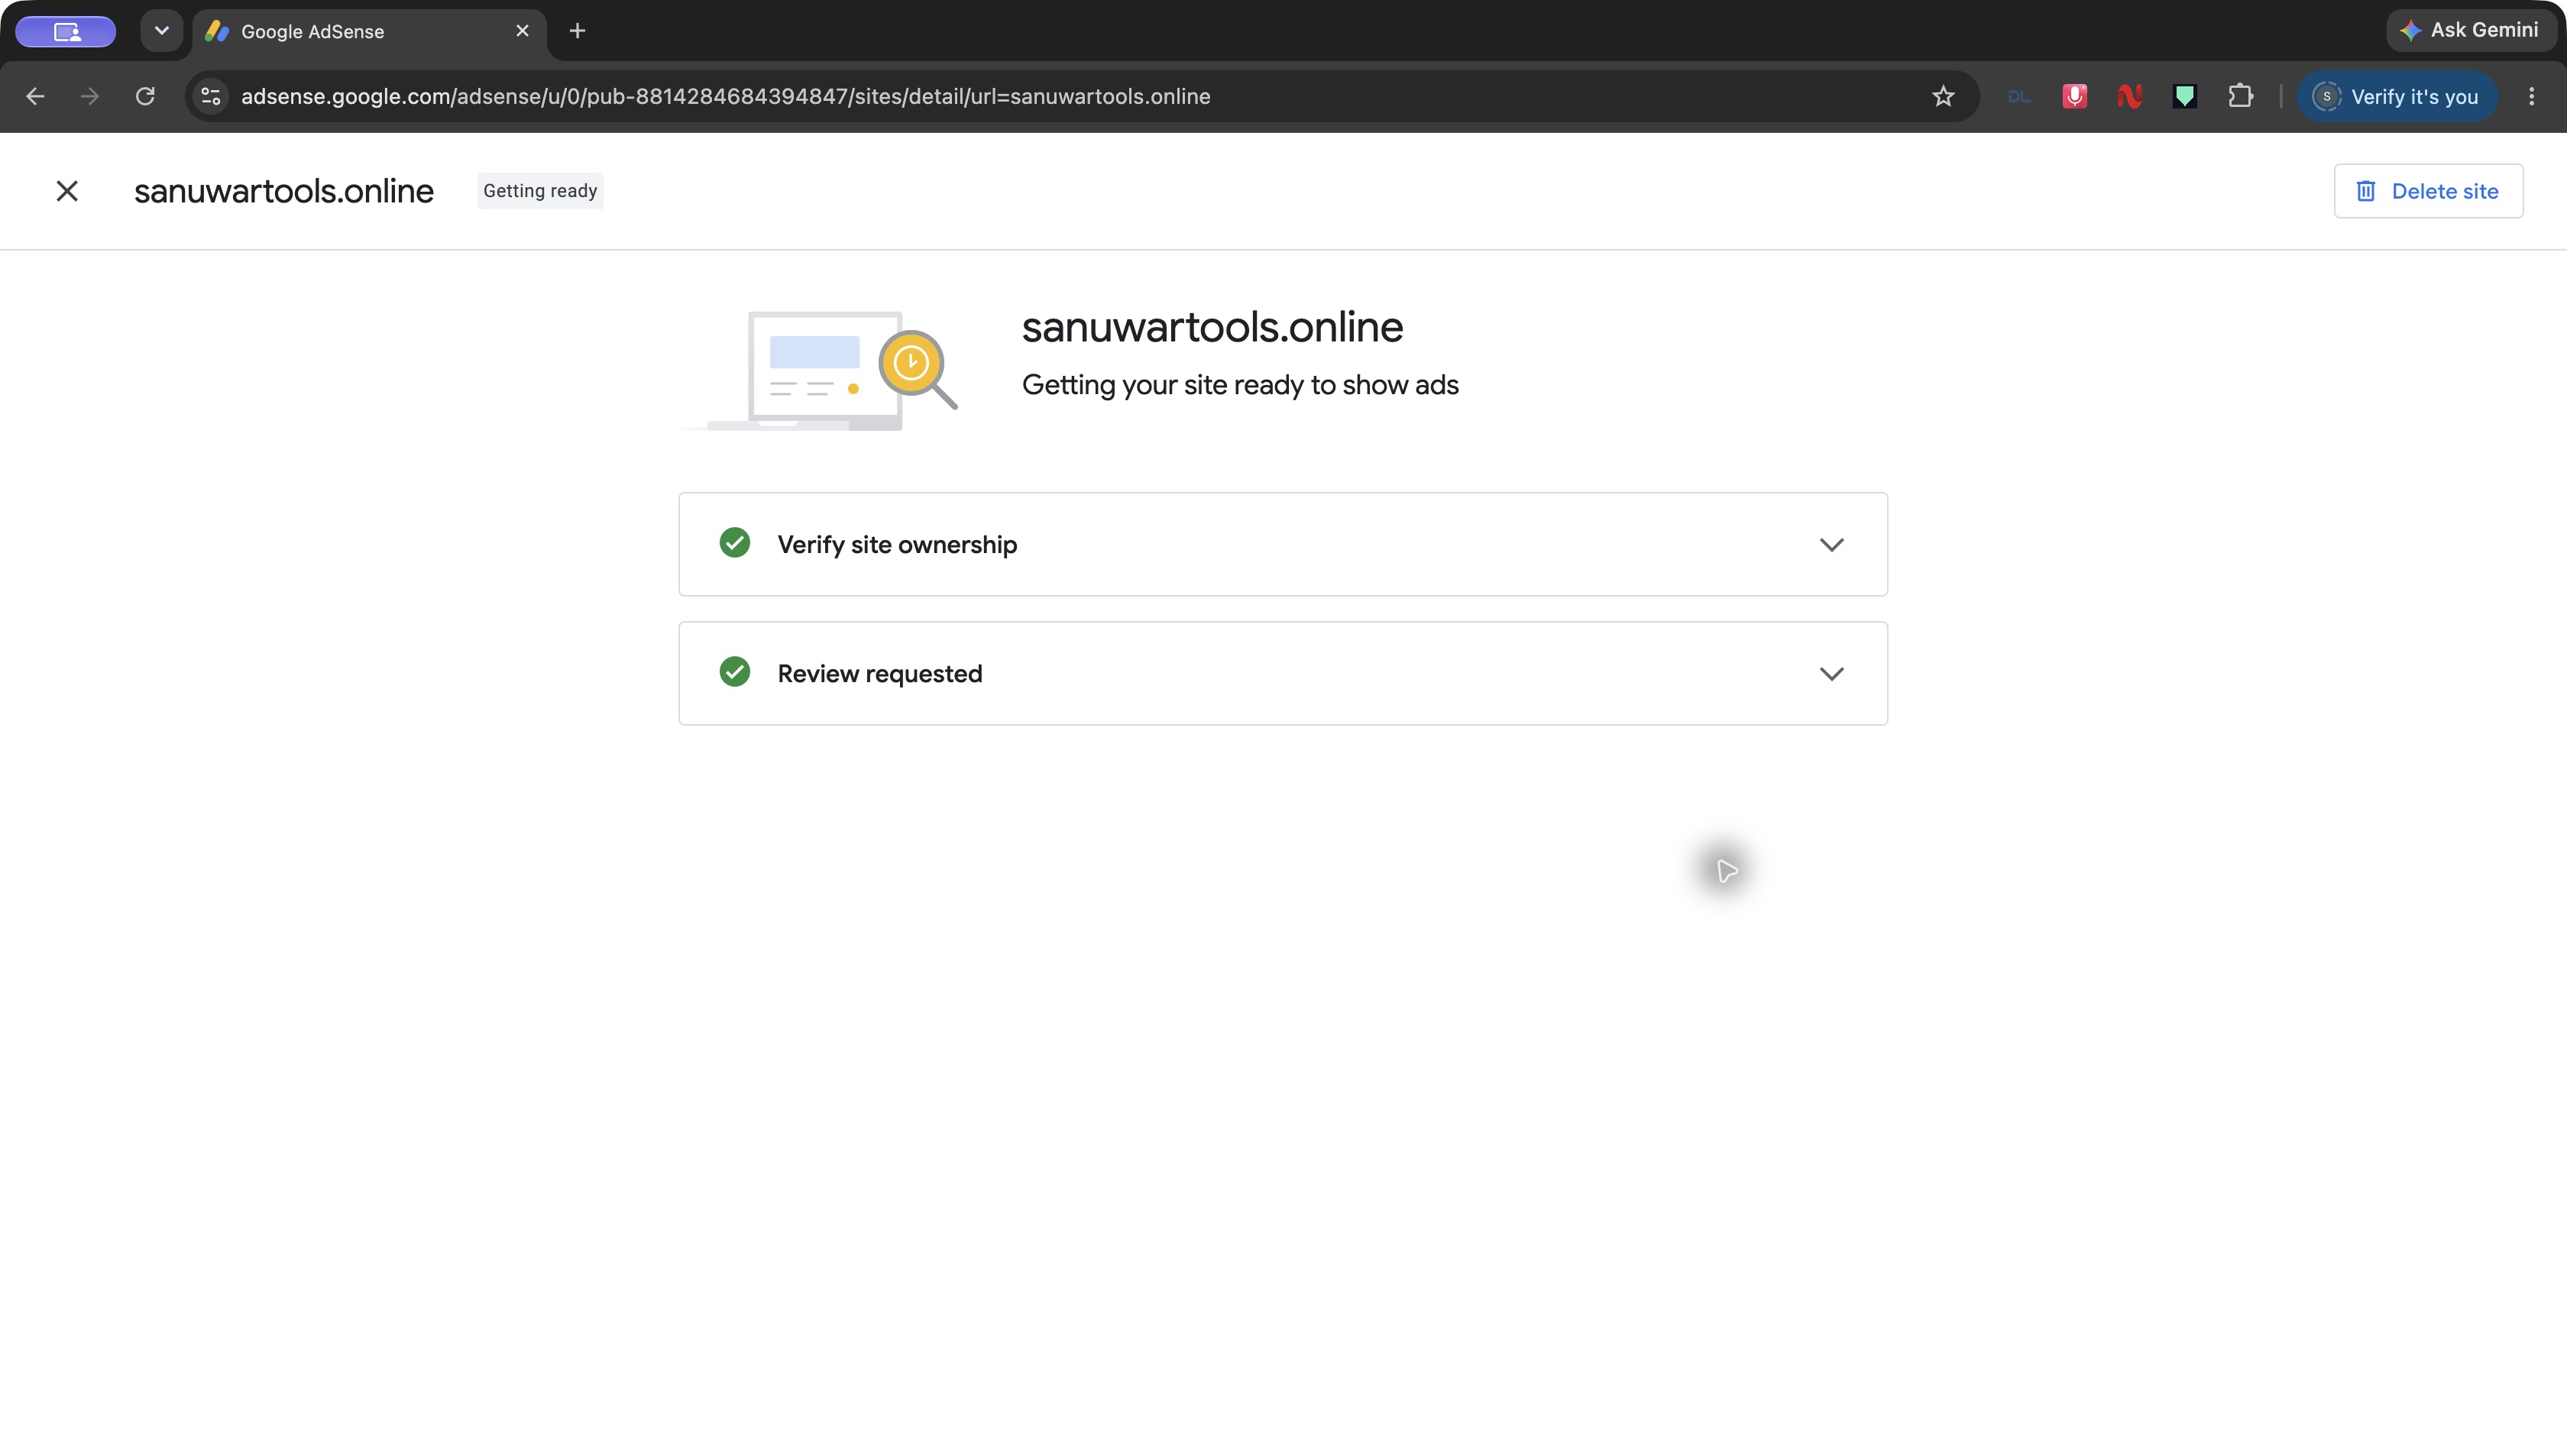 Google AdSense
Ask Gemini
adsense.google.com/adsense/u/0/pub-8814284684394847/sites/detail/url=sanuwartools.online
DL
S
Verify it's you
sanuwartools.online
Getting ready
Delete site
sanuwartools.online
Getting your site ready to show ads
Verify site ownership
Review requested